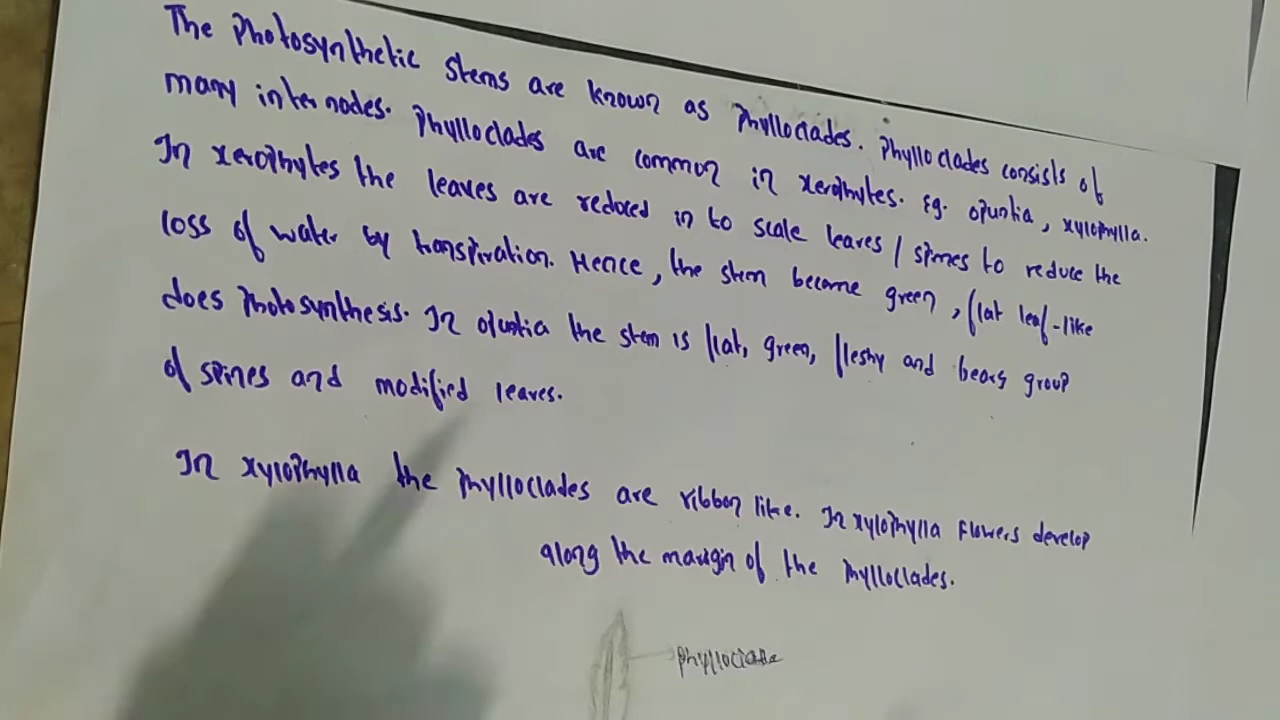 The Photosynthetic stems are known as Phylloclades. Phylloclades consists of
many internodes. Phylloclades are common in xerophytes. Eg. opuntia, xylophylla.
In xerophytes the leaves are reduced in to scale leaves / spines to reduce the
loss of water by transpiration. Hence, the stem become green, flat leaf-like
does Photosynthesis. In opuntia the stem is flat, green, fleshy and bears group
of spines and modified leaves.
In xylophylla the Phylloclades are ribbon like. In xylophylla Flowers develop
along the margin of the Phylloclades.
Phylloclade